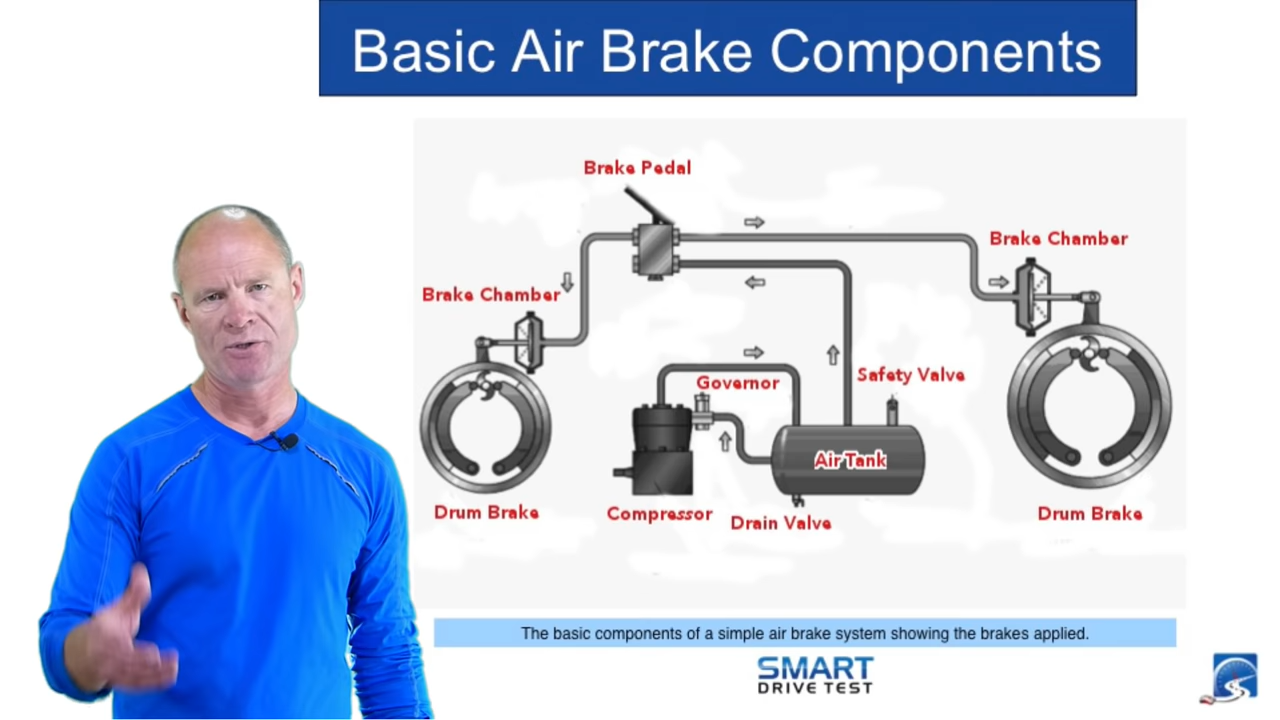 Basic Air Brake Components
Brake Pedal
Brake Chamber
Brake Chamber
Governor
Safety Valve
Air Tank
Drum Brake
Compressor
Drain Valve
Drum Brake
The basic components of a simple air brake system showing the brakes applied.
SMART
DRIVE TEST